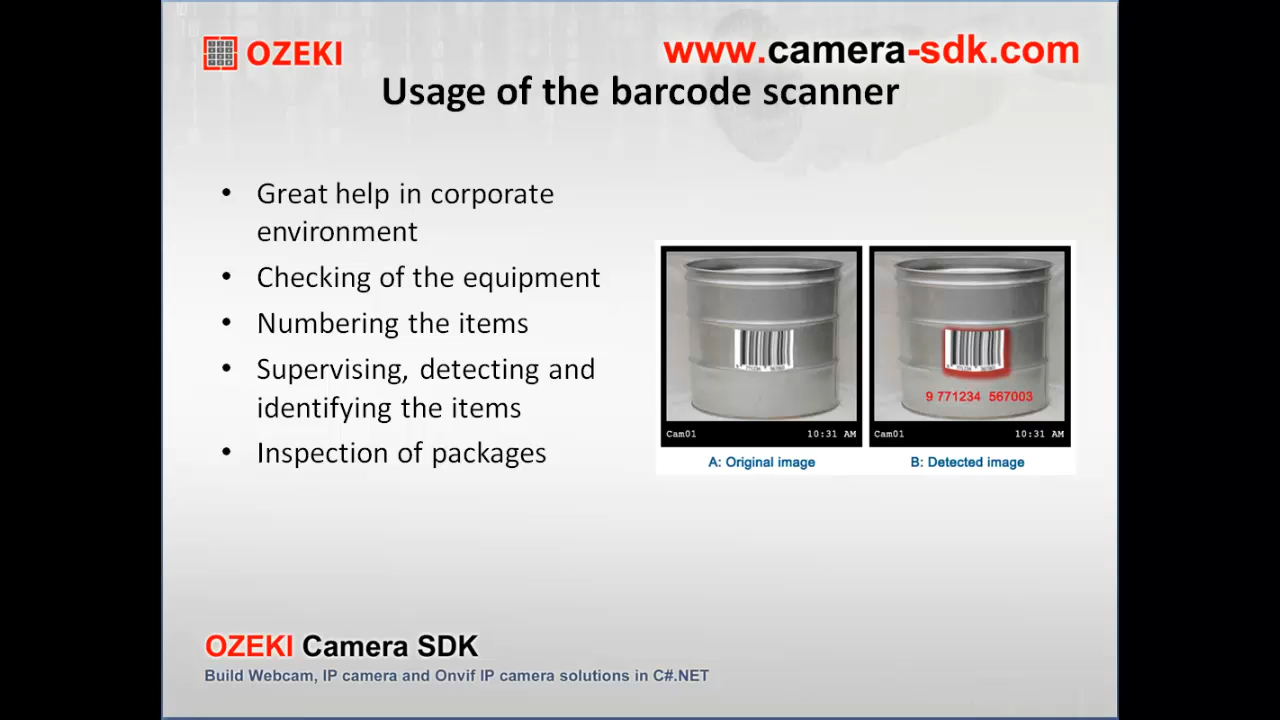 OZEKI
www.camera-sdk.com
Usage of the barcode scanner
• Great help in corporate
environment
• Checking of the equipment
• Numbering the items
• Supervising, detecting and
identifying the items
• Inspection of packages
9 771234 567003
Cam01 10:31 AM
Cam01 10:31 AM
A: Original image
B: Detected image
OZEKI Camera SDK
Build Webcam, IP camera and Onvif IP camera solutions in C#.NET